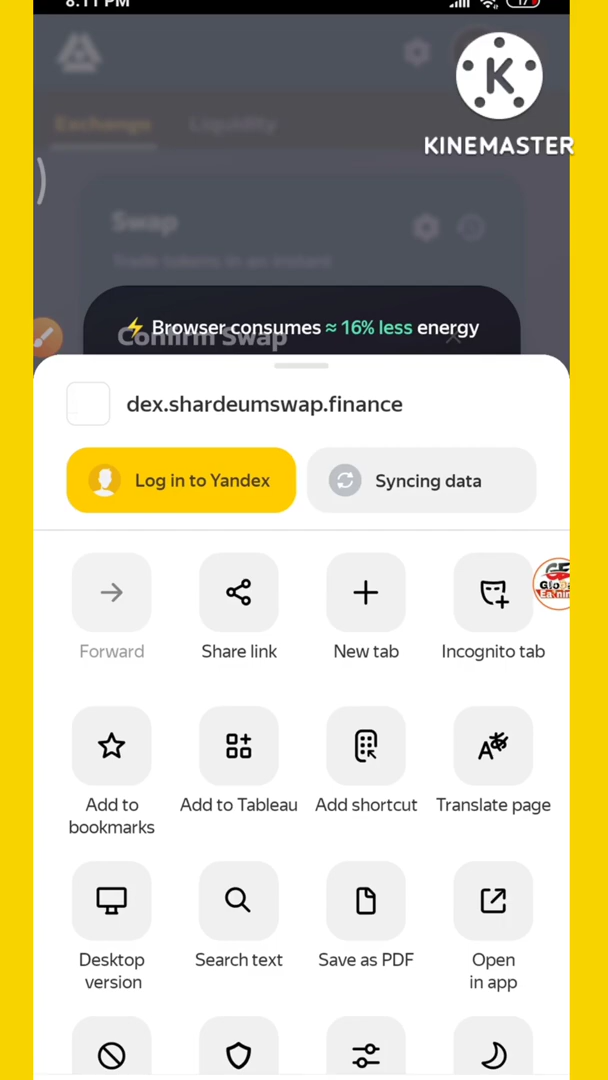 8:11 PM
17
KINEMASTER
Exchange
Liquidity
Swap
Trade tokens in an instant
Confirm Swap
⚡ Browser consumes ≈ 16% less energy
dex.shardeumswap.finance
Log in to Yandex
Syncing data
Forward
Share link
New tab
Incognito tab
Add to
bookmarks
Add to Tableau
Add shortcut
Translate page
Desktop
version
Search text
Save as PDF
Open
in app